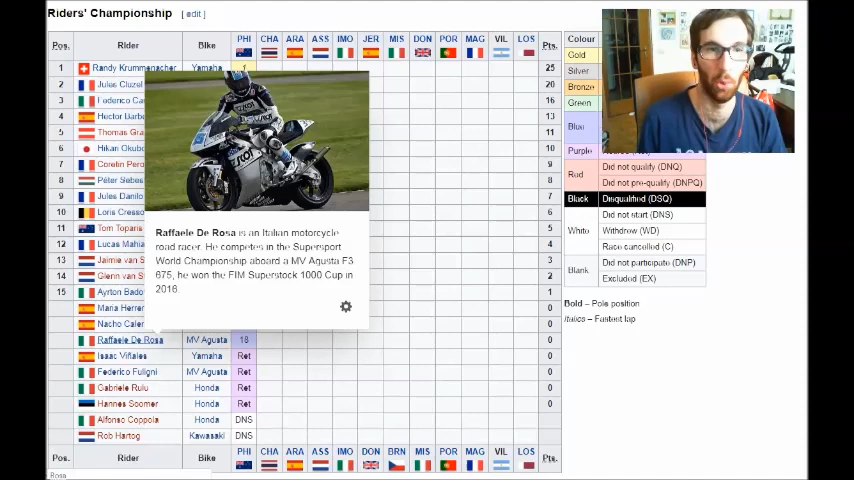 Riders' Championship [ edit ]
Pos. Rider Bike PHI CHA ARA ASS IMO JER MIS DON POR MAG VIL LOS Pts. Colour
1 Randy Krummenacher Yamaha 1 25 Gold
2 Jules Cluzel 20 Silver
3 Federico 16 Bronze
4 Hector Barb 13 Green
5 Thomas Gra 11 Blue
6 Hikari Okubo 10
7 Corentin Pero 9 Purple
8 Péter Sebes 8 Red Did not qualify (DNQ)
Did not pre-qualify (DNPQ)
9 Jules Danilo 7 Black Disqualified (DSQ)
10 Loris Cresso 6 White Did not start (DNS)
11 Tom Toparis 5 Withdrew (WD)
12 Lucas Mahia 4 Race cancelled (C)
13 Jaimie van S 3 Blank Did not participate (DNP)
14 Glenn van S 2 Excluded (EX)
15 Ayrton Bado 1
Raffaele De Rosa is an Italian motorcycle
road racer. He competes in the Supersport
World Championship aboard a MV Agusta F3
675, he won the FIM Superstock 1000 Cup in
2016.
Bold – Pole position
Italics – Fastest lap
Maria Herrer 0
Nacho Caler 0
Raffaele De Rosa MV Agusta 18 0
Isaac Viñales Yamaha Ret 0
Federico Fuligni MV Agusta Ret 0
Gabriele Ruiu Honda Ret 0
Hannes Soomer Honda Ret 0
Alfonso Coppola Honda DNS
Rob Hartog Kawasaki DNS
Pos. Rider Bike PHI CHA ARA ASS IMO DON BRN MIS POR MAG VIL LOS Pts.
Rosa